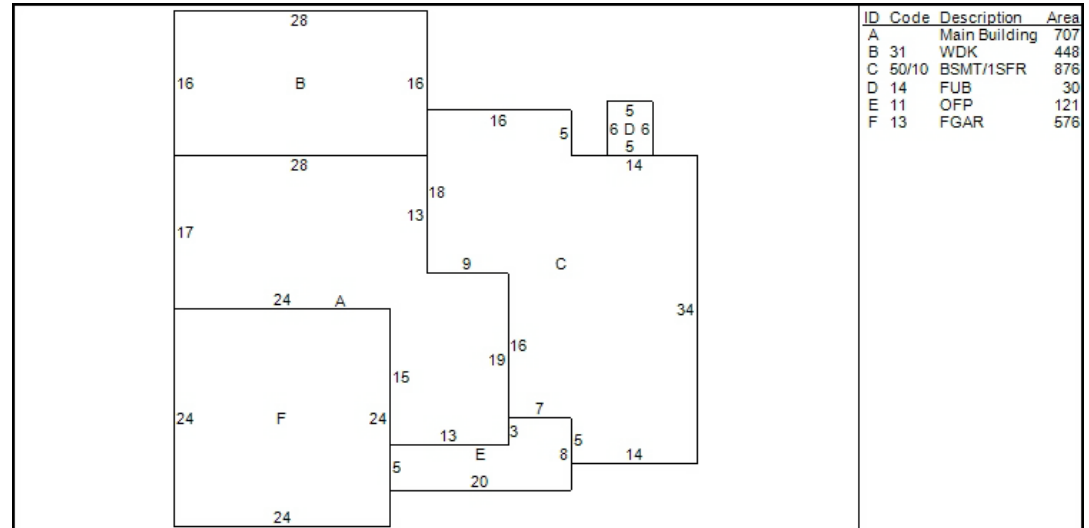 ID Code Description Area
A Main Building 707
B 31 WDK 448
C 50/10 BSMT/1SFR 876
D 14 FUB 30
E 11 OFP 121
F 13 FGAR 576
28
16 B 16
16
5
5
6 D 6
5
28
14
18
13
17
9
C
24 A
34
16
19
15
7
24 F 24
13
3
5
E
8
14
5
20
24